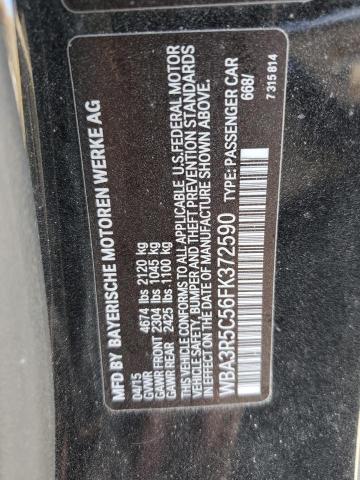 MFD BY BAYERISCHE MOTOREN WERKE AG
04/15
GVWR 4674 lbs 2120 kg
GAWR FRONT 2304 lbs 1045 kg
GAWR REAR 2425 lbs 1100 kg
THIS VEHICLE CONFORMS TO ALL APPLICABLE U.S.FEDERAL MOTOR
VEHICLE SAFETY, BUMPER AND THEFT PREVENTION STANDARDS
IN EFFECT ON THE DATE OF MANUFACTURE SHOWN ABOVE.
WBA3R5C56FK372590 TYPE: PASSENGER CAR
668/
7 315 814